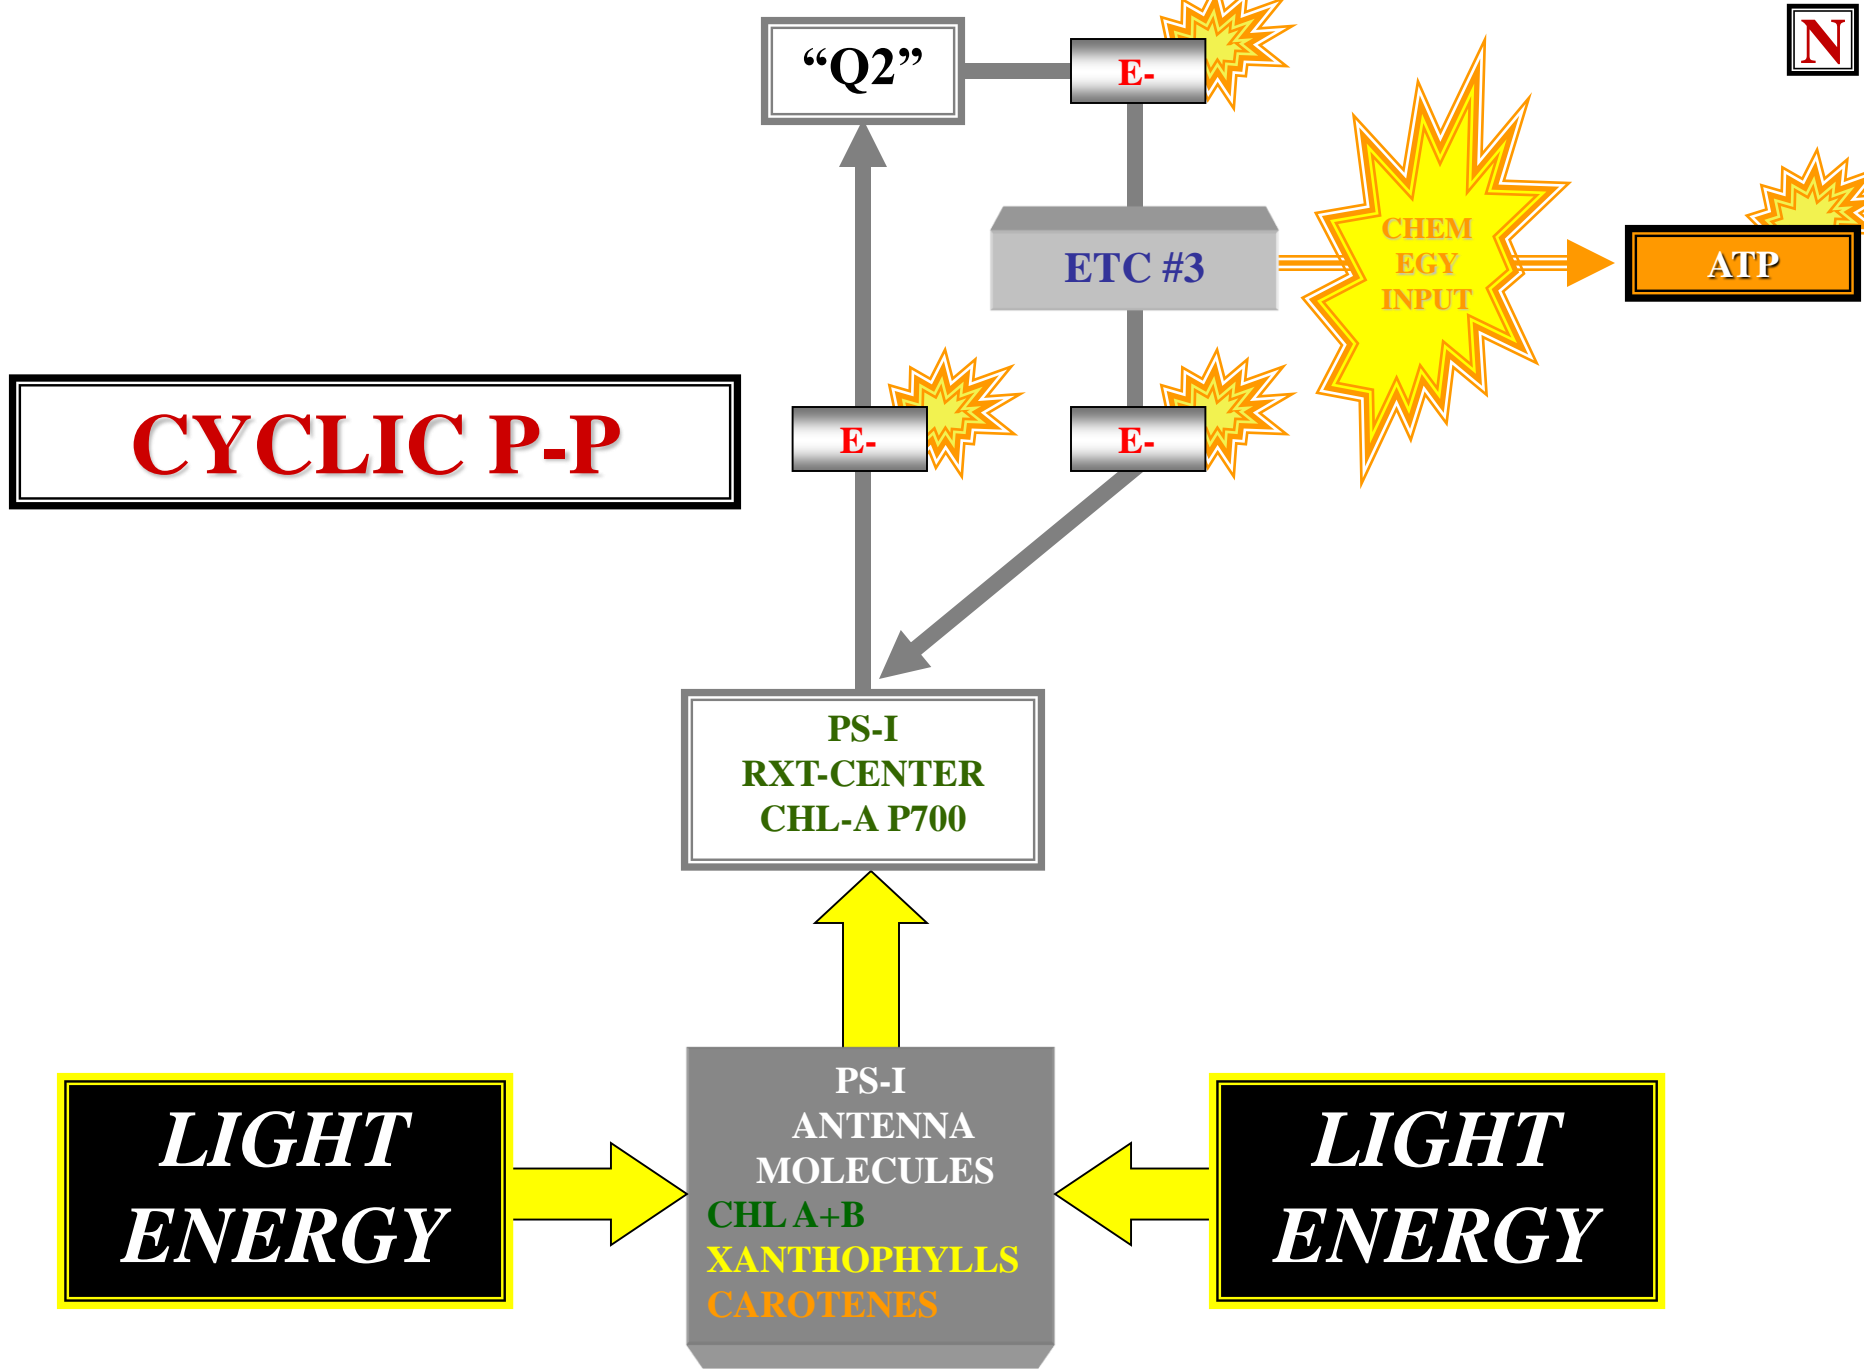 “Q2”
E-
N
CHEM
EGY
INPUT
ETC #3
ATP
CYCLIC P-P
E-
E-
PS-I
RXT-CENTER
CHL-A P700
LIGHT
ENERGY
PS-I
ANTENNA
MOLECULES
CHL A+B
XANTHOPHYLLS
CAROTENES
LIGHT
ENERGY